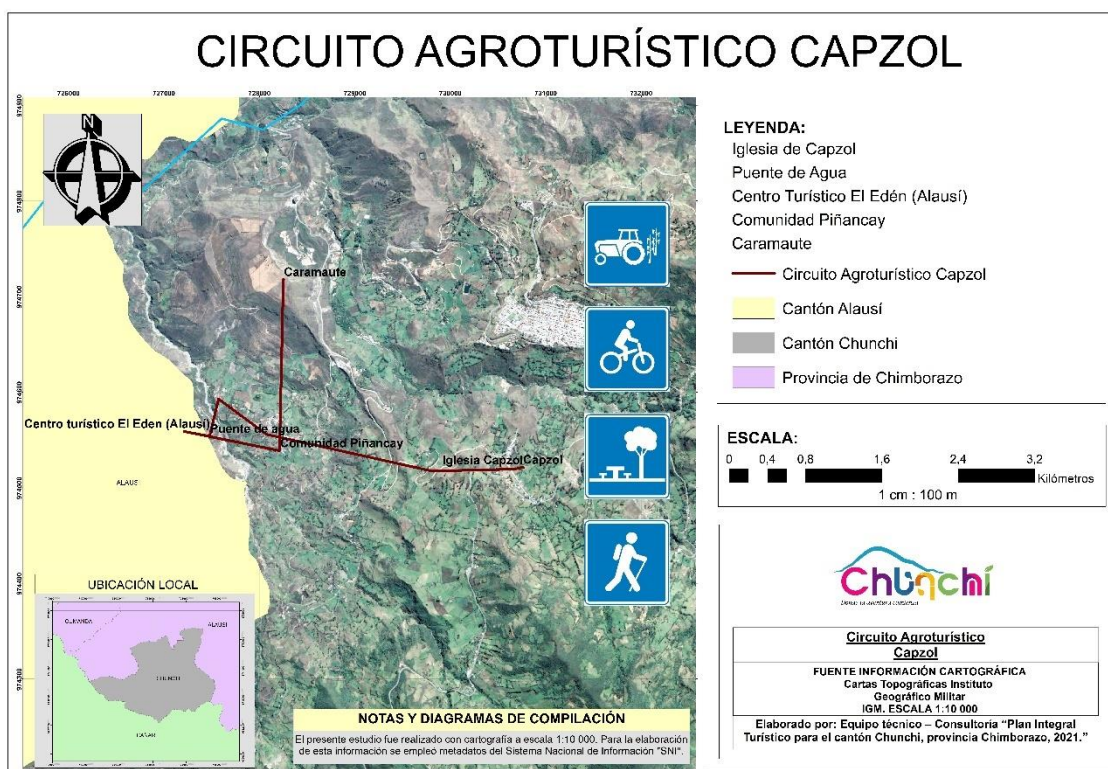 CIRCUITO AGROTURÍSTICO CAPZOL
726000 727000 728000 729000 730000 731000 732000
N
Caramaute
Centro turístico El Eden (Alausí)
Puente de agua
Comunidad Piñancay
Iglesia Capzol
Capzol
ALAUSI
UBICACIÓN LOCAL
CUMANDA
ALAUSI
CHUNCHI
CAÑAR
NOTAS Y DIAGRAMAS DE COMPILACIÓN
El presente estudio fue realizado con cartografía a escala 1:10 000. Para la elaboración
de esta información se empleó metadatos del Sistema Nacional de Información "SNI".
LEYENDA:
Iglesia de Capzol
Puente de Agua
Centro Turístico El Edén (Alausí)
Comunidad Piñancay
Caramaute
Circuito Agroturístico Capzol
Cantón Alausí
Cantón Chunchi
Provincia de Chimborazo
ESCALA:
0 0,4 0,8 1,6 2,4 3,2
Kilómetros
1 cm : 100 m
Chunchi
Circuito Agroturístico
Capzol
FUENTE INFORMACIÓN CARTOGRÁFICA
Cartas Topográficas Instituto
Geográfico Militar
IGM. ESCALA 1:10 000
Elaborado por: Equipo técnico – Consultoría “Plan Integral
Turístico para el cantón Chunchi, provincia Chimborazo, 2021.”